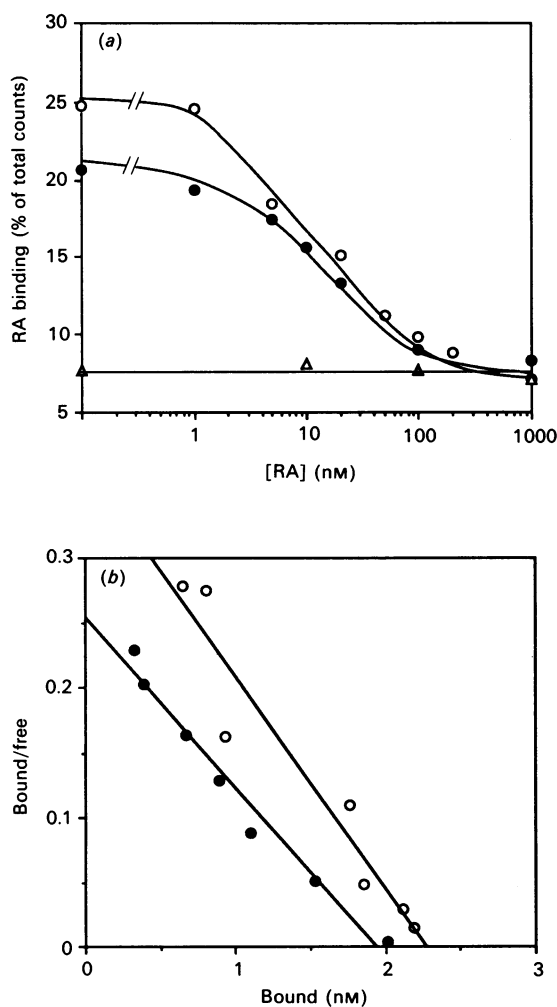 (a)
30
25
20
15
10
5
RA binding (% of total counts)
1 10 100 1000
[RA] (nM)
(b)
0.3
0.2
0.1
0
Bound/free
0 1 2 3
Bound (nM)